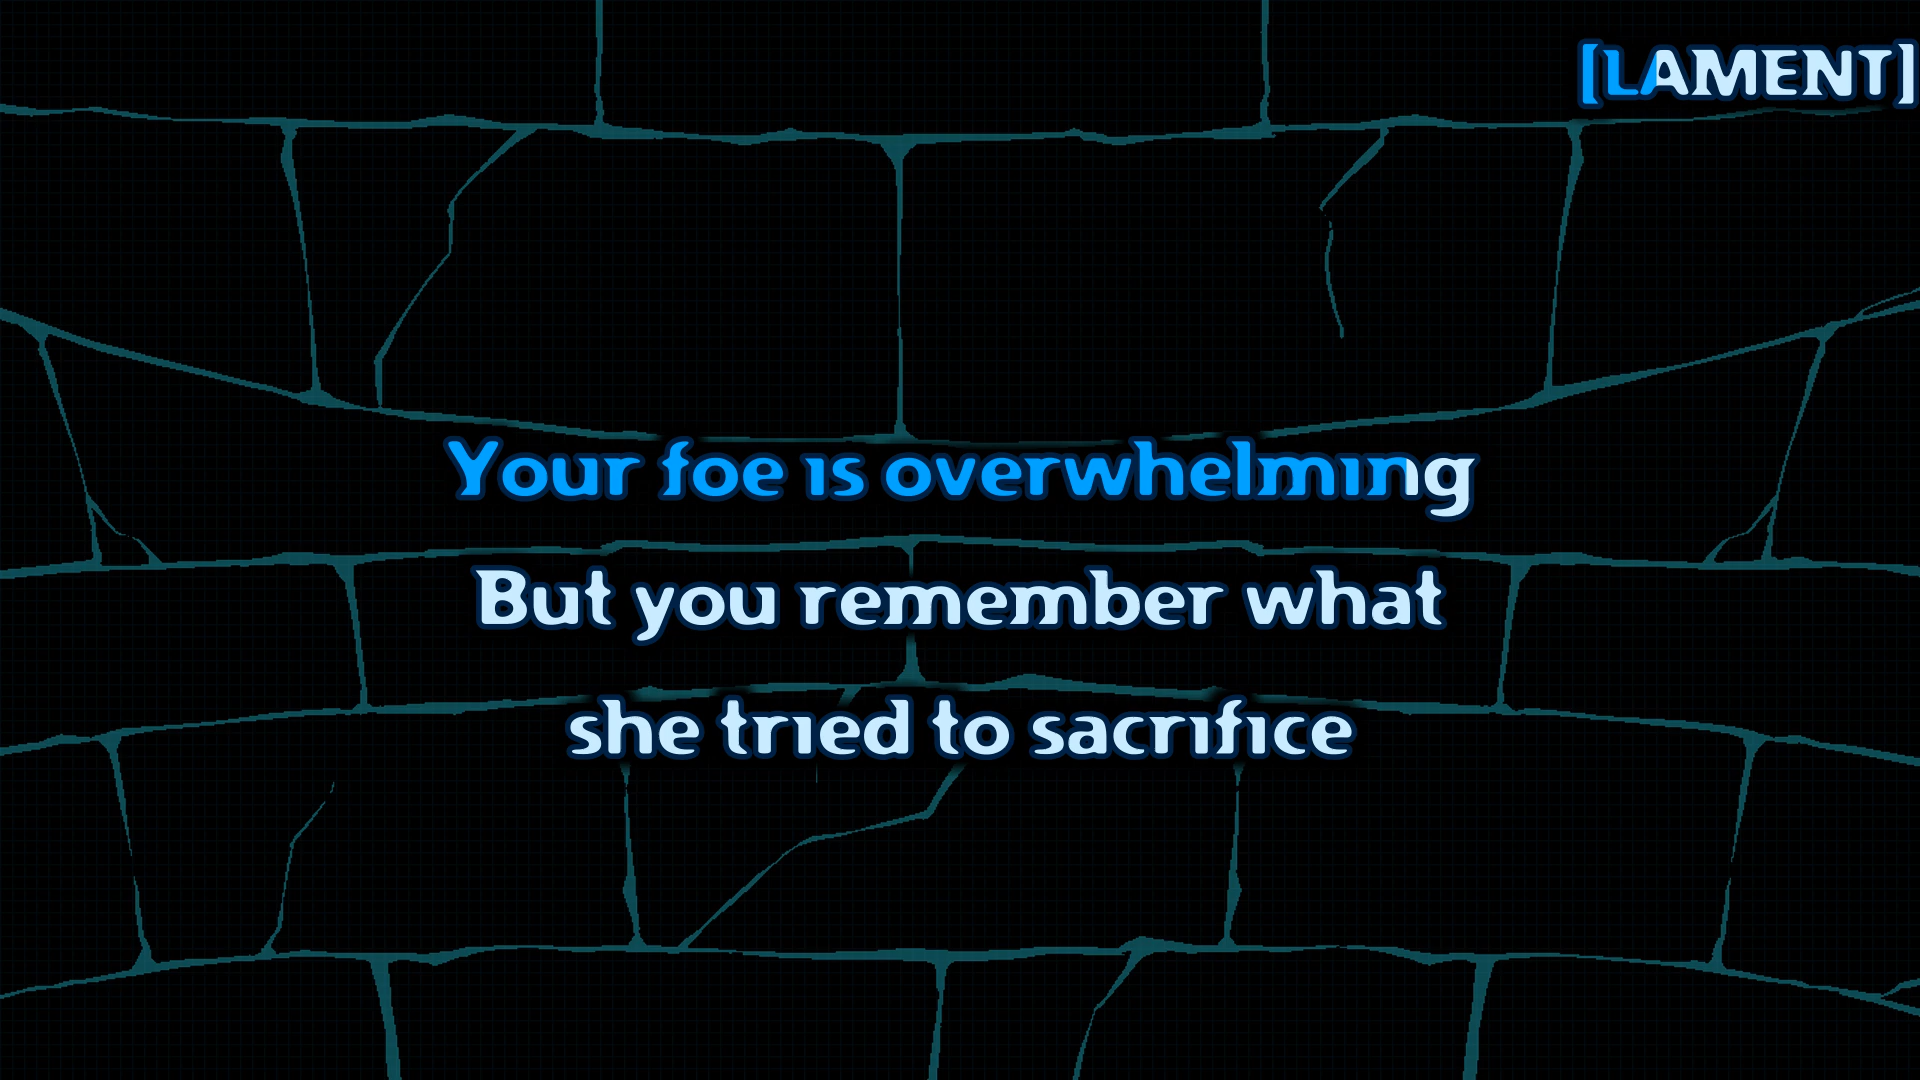 [LAMENT]
Your foe is overwhelming
But you remember what
she tried to sacrifice